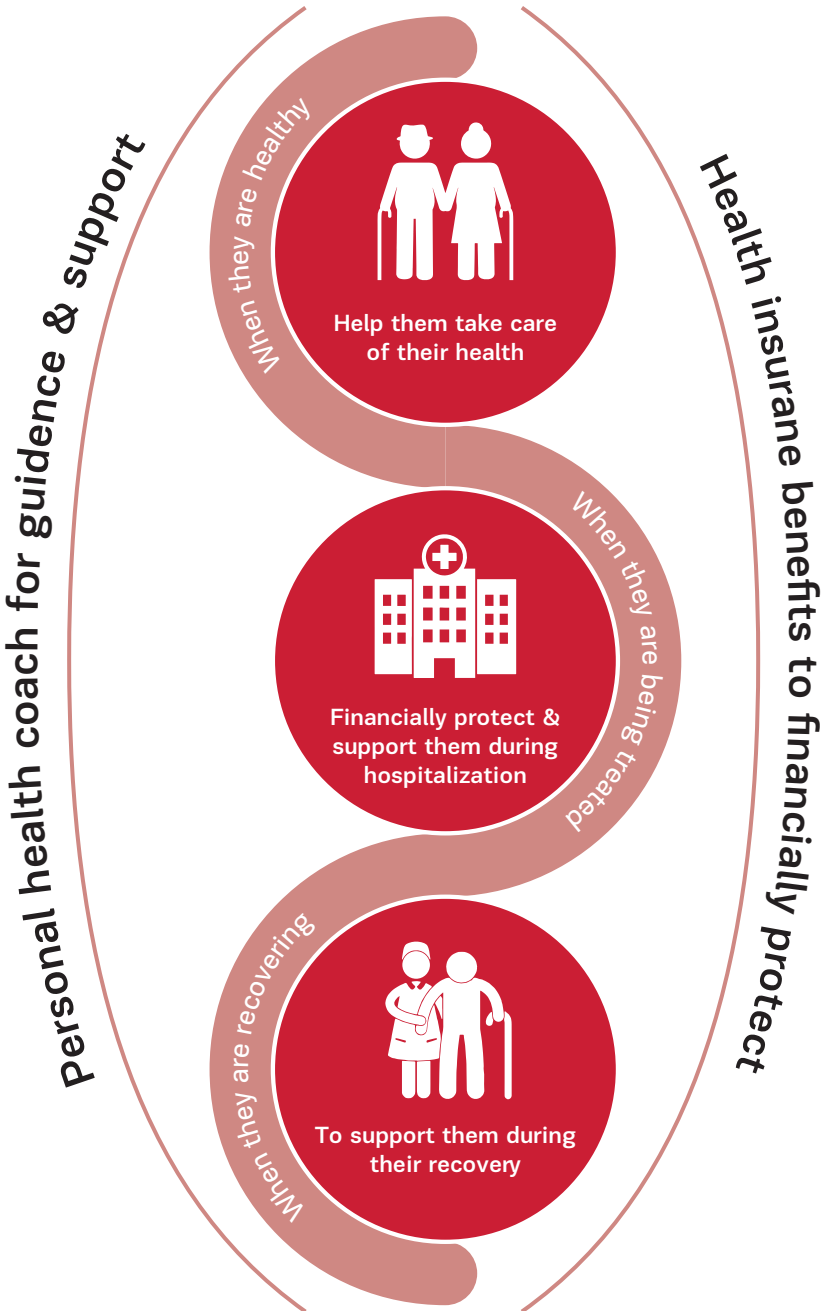 Personal health coach for guidence & support
When they are healthy
Help them take care
of their health
When they are being treated
Financially protect &
support them during
hospitalization
When they are recovering
To support them during
their recovery
Health insurane benefits to financially protect